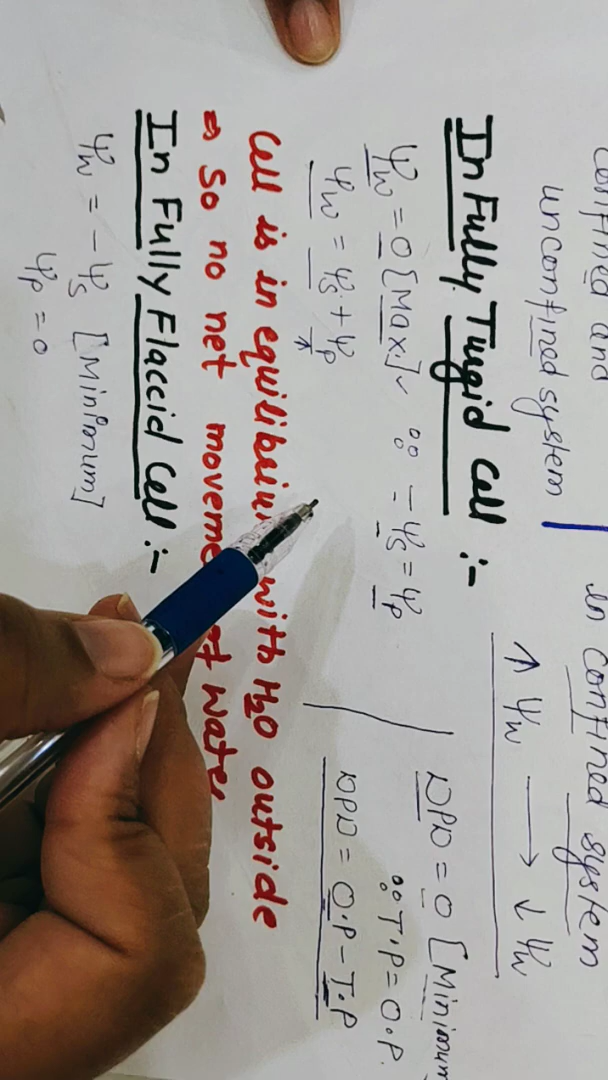 Confined and
unconfined system
in confined system
↑ Ψw → ↓ Ψw
In Fully Turgid cell :-
Ψw = 0 [Max.] ✓ ∵ = Ψs = Ψp
DPD = 0 [Minimum
Ψw = Ψs + Ψp
∵ T.P = O.P.
DPD = O.P - T.P
Cell is in equilibrium with H2O outside
⇒ So no net movement water
In Fully Flaccid Cell :-
Ψw = - Ψs [Minimum]
Ψp = 0